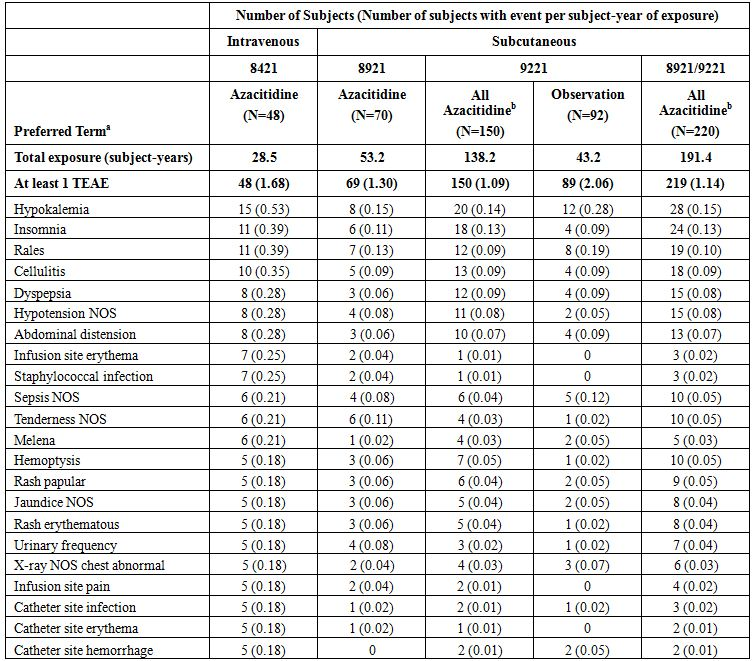 Number of Subjects (Number of subjects with event per subject-year of exposure)
Intravenous Subcutaneous
8421 8921 9221 8921/9221
Preferred Termᵃ Azacitidine (N=48) Azacitidine (N=70) All Azacitidineᵇ (N=150) Observation (N=92) All Azacitidineᵇ (N=220)
Total exposure (subject-years) 28.5 53.2 138.2 43.2 191.4
At least 1 TEAE 48 (1.68) 69 (1.30) 150 (1.09) 89 (2.06) 219 (1.14)
Hypokalemia 15 (0.53) 8 (0.15) 20 (0.14) 12 (0.28) 28 (0.15)
Insomnia 11 (0.39) 6 (0.11) 18 (0.13) 4 (0.09) 24 (0.13)
Rales 11 (0.39) 7 (0.13) 12 (0.09) 8 (0.19) 19 (0.10)
Cellulitis 10 (0.35) 5 (0.09) 13 (0.09) 4 (0.09) 18 (0.09)
Dyspepsia 8 (0.28) 3 (0.06) 12 (0.09) 4 (0.09) 15 (0.08)
Hypotension NOS 8 (0.28) 4 (0.08) 11 (0.08) 2 (0.05) 15 (0.08)
Abdominal distension 8 (0.28) 3 (0.06) 10 (0.07) 4 (0.09) 13 (0.07)
Infusion site erythema 7 (0.25) 2 (0.04) 1 (0.01) 0 3 (0.02)
Staphylococcal infection 7 (0.25) 2 (0.04) 1 (0.01) 0 3 (0.02)
Sepsis NOS 6 (0.21) 4 (0.08) 6 (0.04) 5 (0.12) 10 (0.05)
Tenderness NOS 6 (0.21) 6 (0.11) 4 (0.03) 1 (0.02) 10 (0.05)
Melena 6 (0.21) 1 (0.02) 4 (0.03) 2 (0.05) 5 (0.03)
Hemoptysis 5 (0.18) 3 (0.06) 7 (0.05) 1 (0.02) 10 (0.05)
Rash papular 5 (0.18) 3 (0.06) 6 (0.04) 2 (0.05) 9 (0.05)
Jaundice NOS 5 (0.18) 3 (0.06) 5 (0.04) 2 (0.05) 8 (0.04)
Rash erythematous 5 (0.18) 3 (0.06) 5 (0.04) 1 (0.02) 8 (0.04)
Urinary frequency 5 (0.18) 4 (0.08) 3 (0.02) 1 (0.02) 7 (0.04)
X-ray NOS chest abnormal 5 (0.18) 2 (0.04) 4 (0.03) 3 (0.07) 6 (0.03)
Infusion site pain 5 (0.18) 2 (0.04) 2 (0.01) 0 4 (0.02)
Catheter site infection 5 (0.18) 1 (0.02) 2 (0.01) 1 (0.02) 3 (0.02)
Catheter site erythema 5 (0.18) 1 (0.02) 1 (0.01) 0 2 (0.01)
Catheter site hemorrhage 5 (0.18) 0 2 (0.01) 2 (0.05) 2 (0.01)